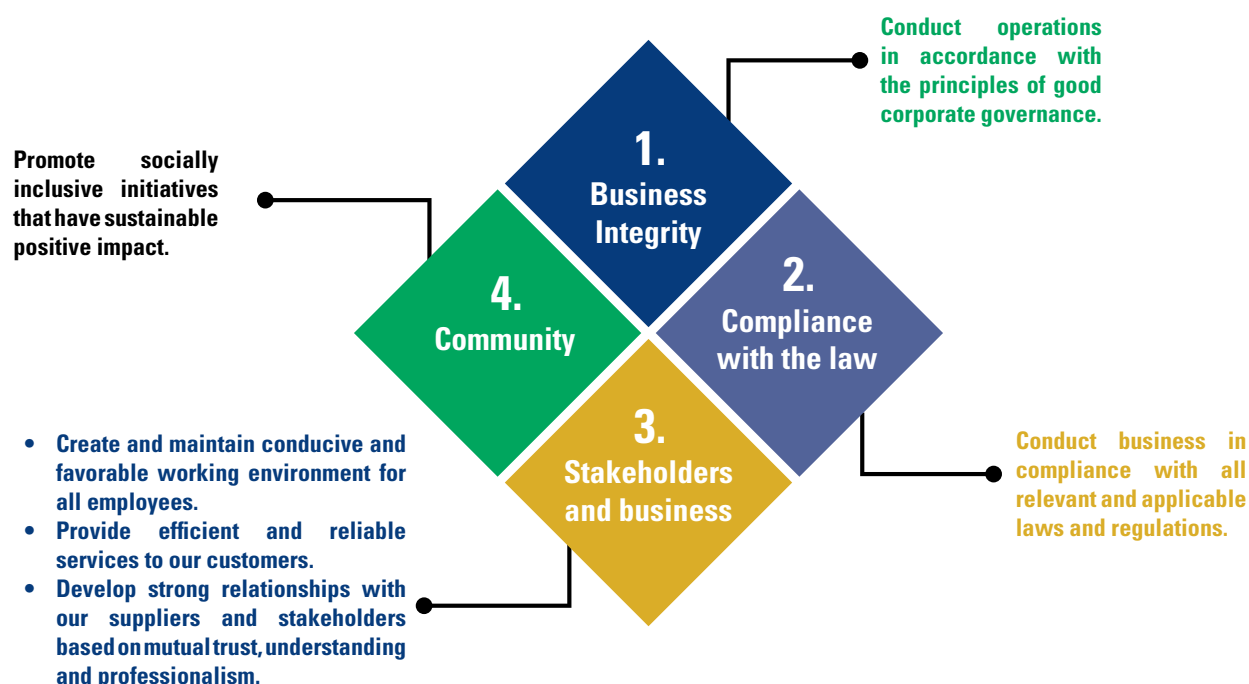 Conduct operations
in accordance with
the principles of good
corporate governance.
1.
Business
Integrity
Promote socially
inclusive initiatives
that have sustainable
positive impact.
2.
Compliance
with the law
4.
Community
3.
Stakeholders
and business
Conduct business in
compliance with all
relevant and applicable
laws and regulations.
• Create and maintain conducive and
favorable working environment for
all employees.
• Provide efficient and reliable
services to our customers.
• Develop strong relationships with
our suppliers and stakeholders
based on mutual trust, understanding
and professionalism.